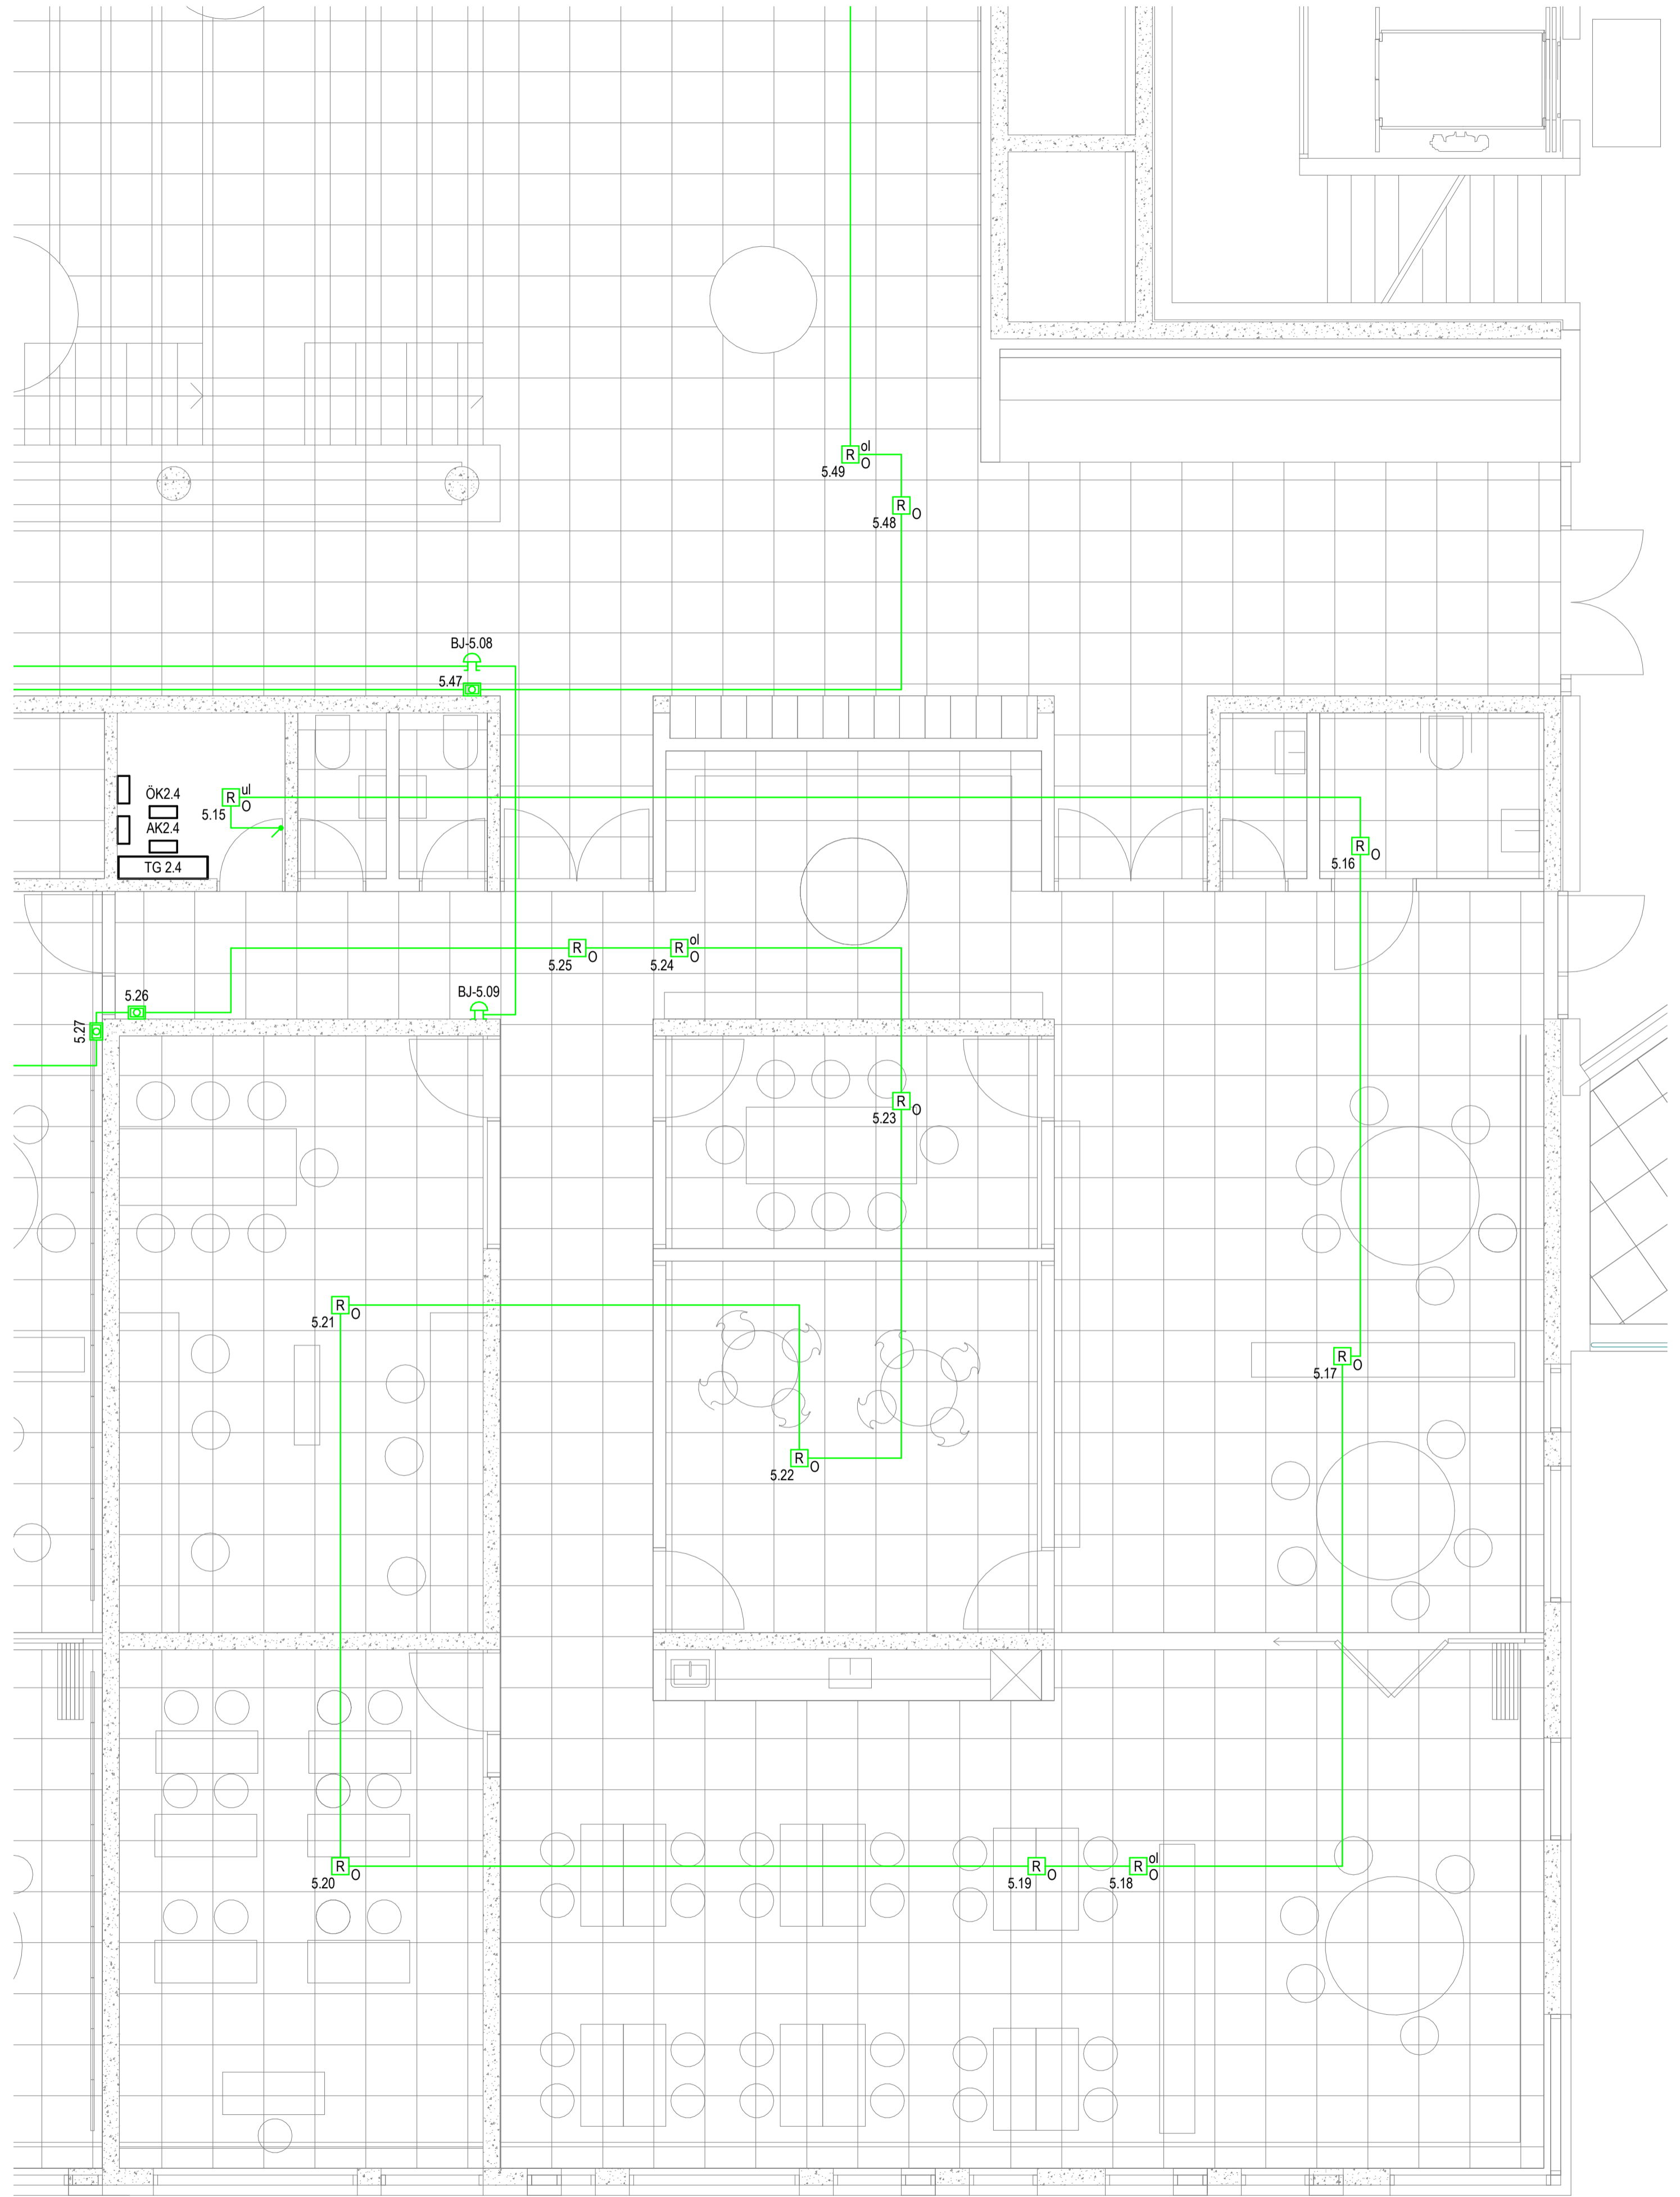 R ol
O
5.49
R
O
5.48
BJ-5.08
5.47
ÖK2.4
R ul
O
5.15
AK2.4
TG 2.4
R
O
5.16
R
O
5.25
R ol
O
5.24
5.26
BJ-5.09
5.27
R
O
5.23
R
O
5.21
R
O
5.17
R
O
5.22
R
O
5.20
R
O
5.19
R ol
O
5.18